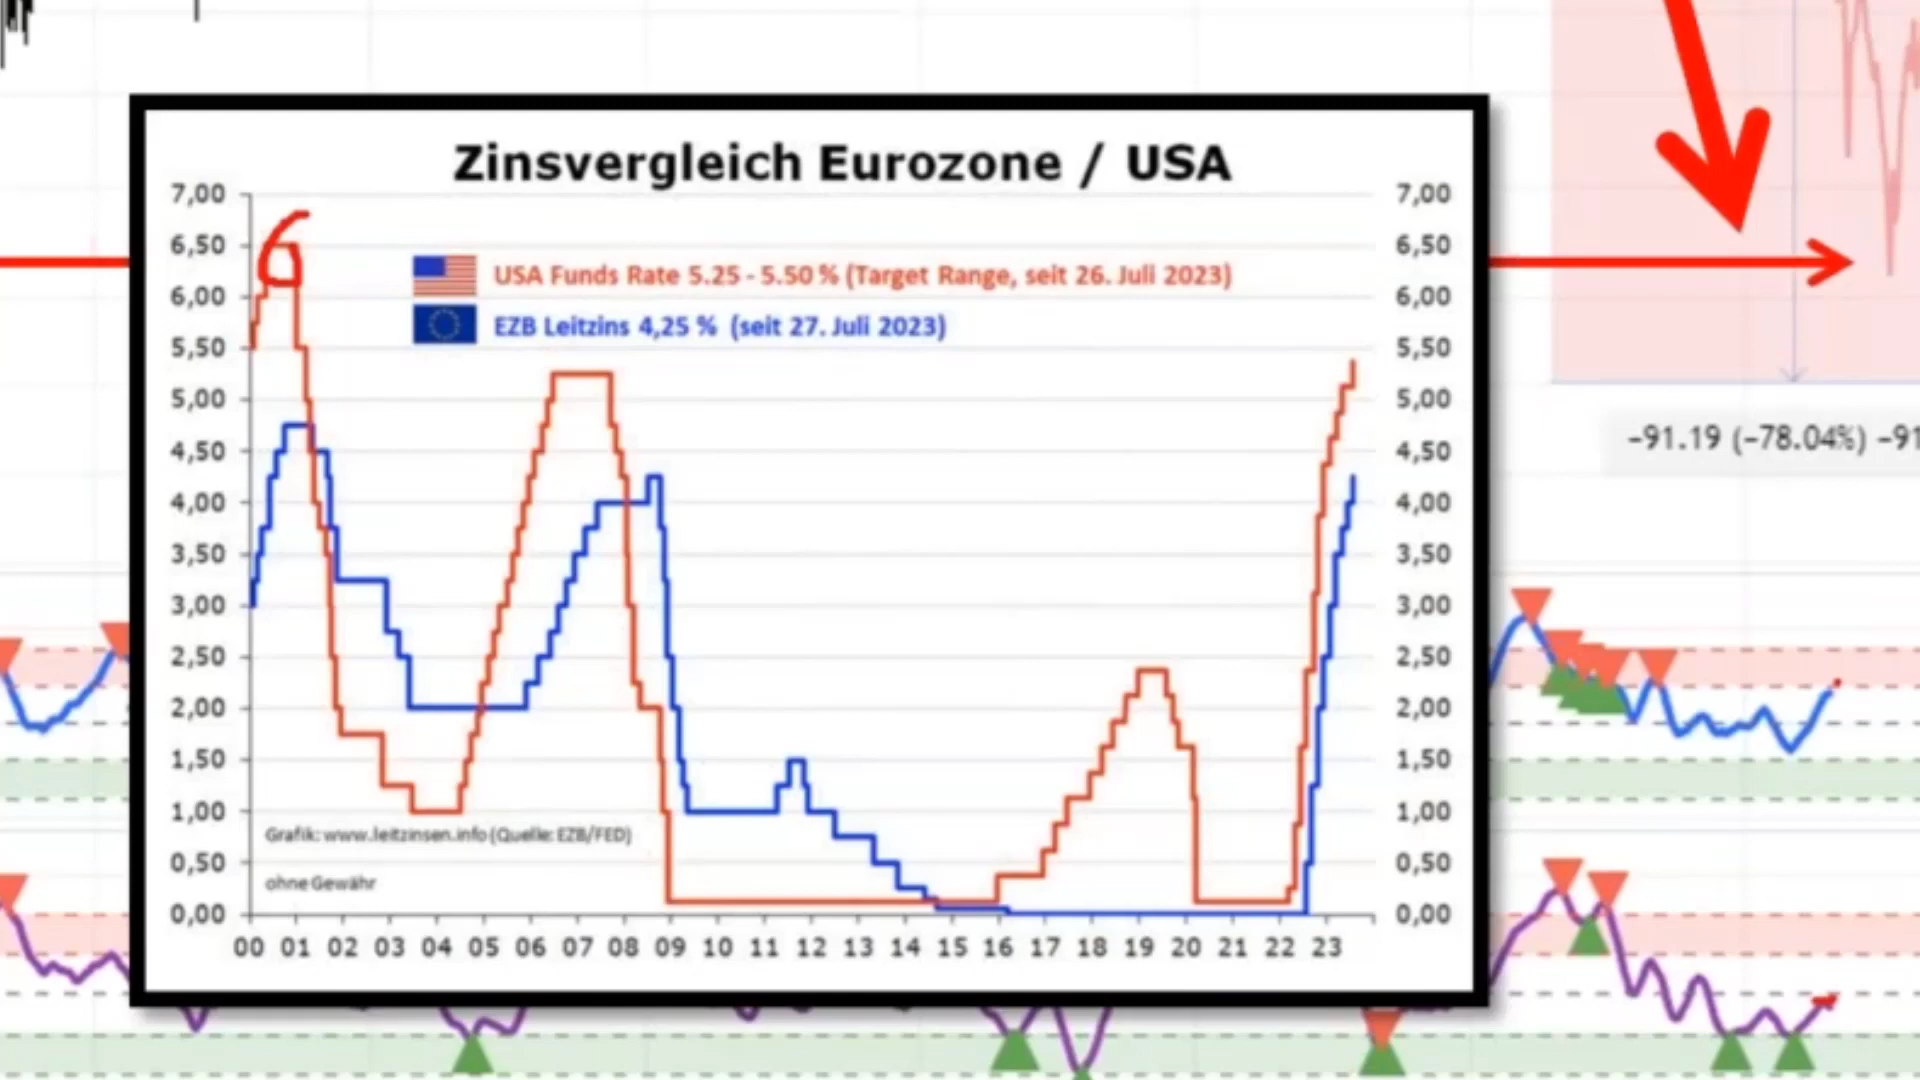 Zinsvergleich Eurozone / USA
7,00 7,00
6,50 6,50
USA Funds Rate 5.25 - 5.50 % (Target Range, seit 26. Juli 2023)
6,00 6,00
EZB Leitzins 4,25 % (seit 27. Juli 2023)
5,50 5,50
5,00 5,00
-91.19 (-78.04%) -91
4,50 4,50
4,00 4,00
3,50 3,50
3,00 3,00
2,50 2,50
2,00 2,00
1,50 1,50
1,00 1,00
Grafik: www.leitzinsen.info (Quelle: EZB/FED)
0,50 0,50
ohne Gewähr
0,00 0,00
00 01 02 03 04 05 06 07 08 09 10 11 12 13 14 15 16 17 18 19 20 21 22 23